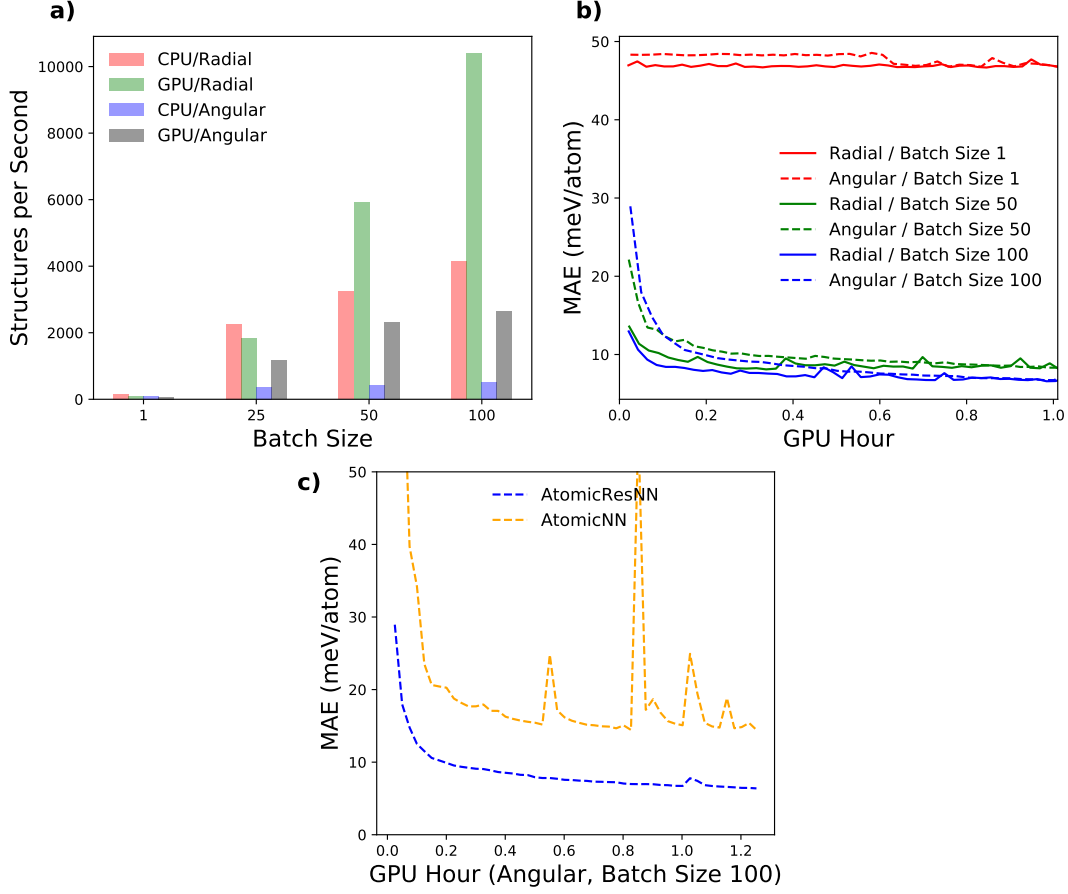 a)
Structures per Second
10000
8000
6000
4000
2000
0
CPU/Radial
GPU/Radial
CPU/Angular
GPU/Angular
1 25 50 100
Batch Size
b)
MAE (meV/atom)
50
40
30
20
10
Radial / Batch Size 1
Angular / Batch Size 1
Radial / Batch Size 50
Angular / Batch Size 50
Radial / Batch Size 100
Angular / Batch Size 100
0.0 0.2 0.4 0.6 0.8 1.0
GPU Hour
c)
MAE (meV/atom)
50
40
30
20
10
0
AtomicResNN
AtomicNN
0.0 0.2 0.4 0.6 0.8 1.0 1.2
GPU Hour (Angular, Batch Size 100)